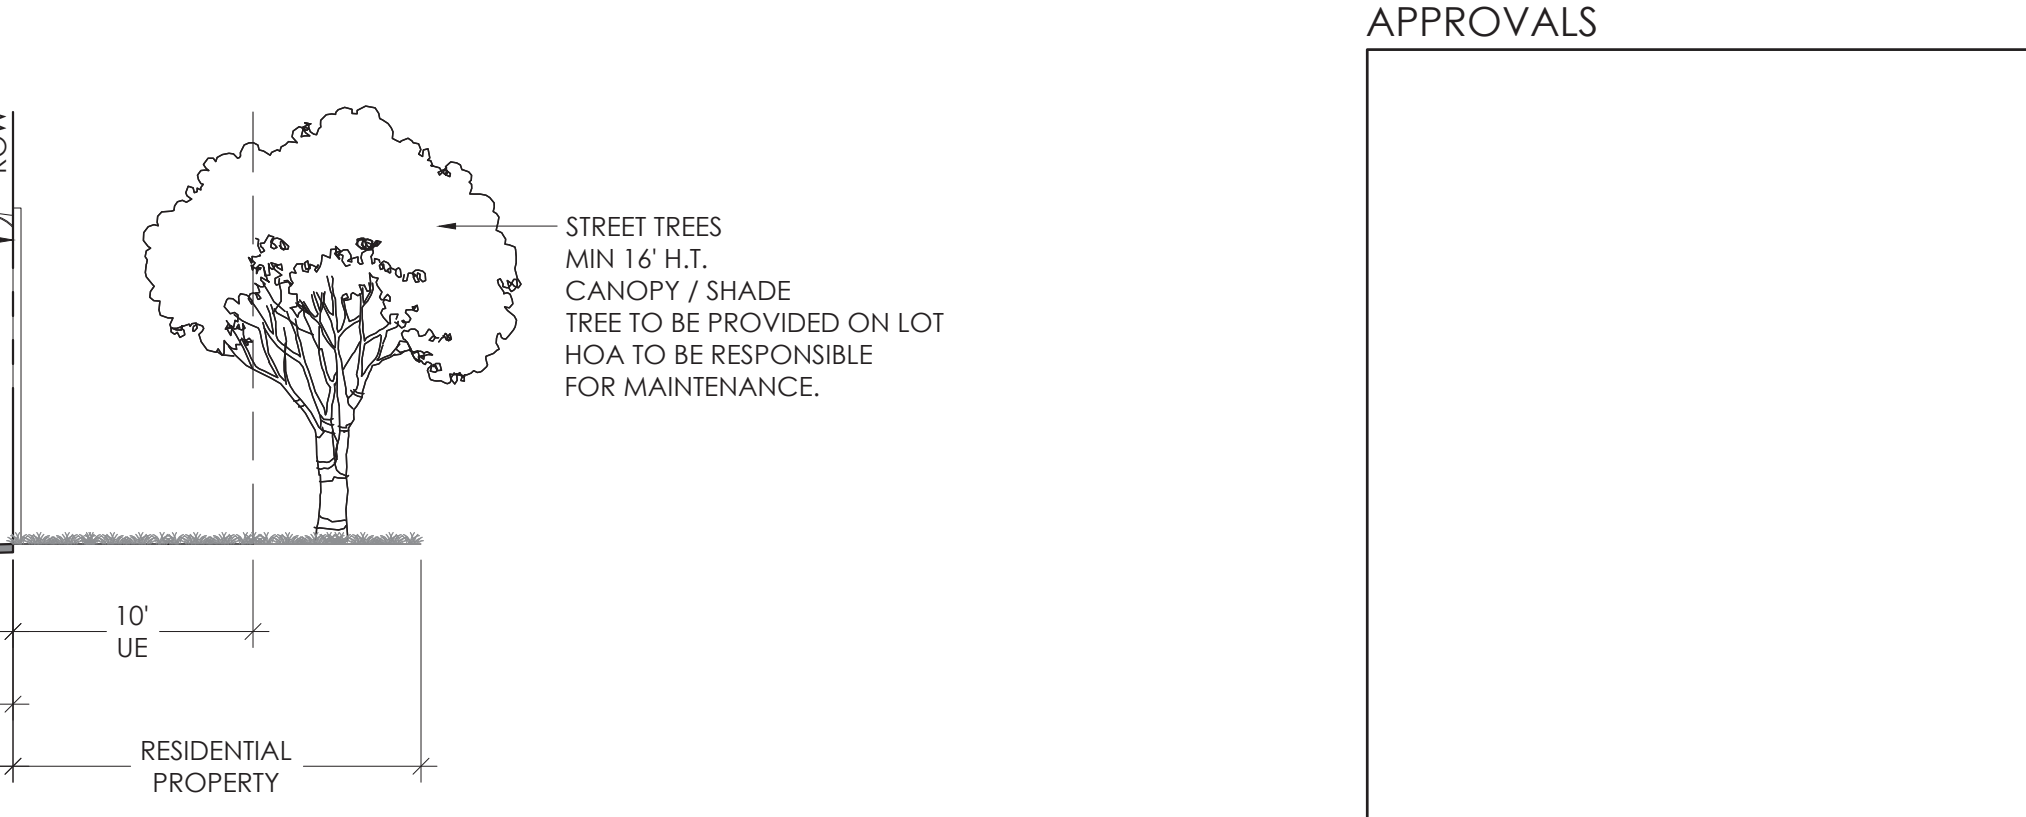 APPROVALS
ROW
STREET TREES
MIN 16' H.T.
CANOPY / SHADE
TREE TO BE PROVIDED ON LOT
HOA TO BE RESPONSIBLE
FOR MAINTENANCE.
10'
UE
RESIDENTIAL
PROPERTY